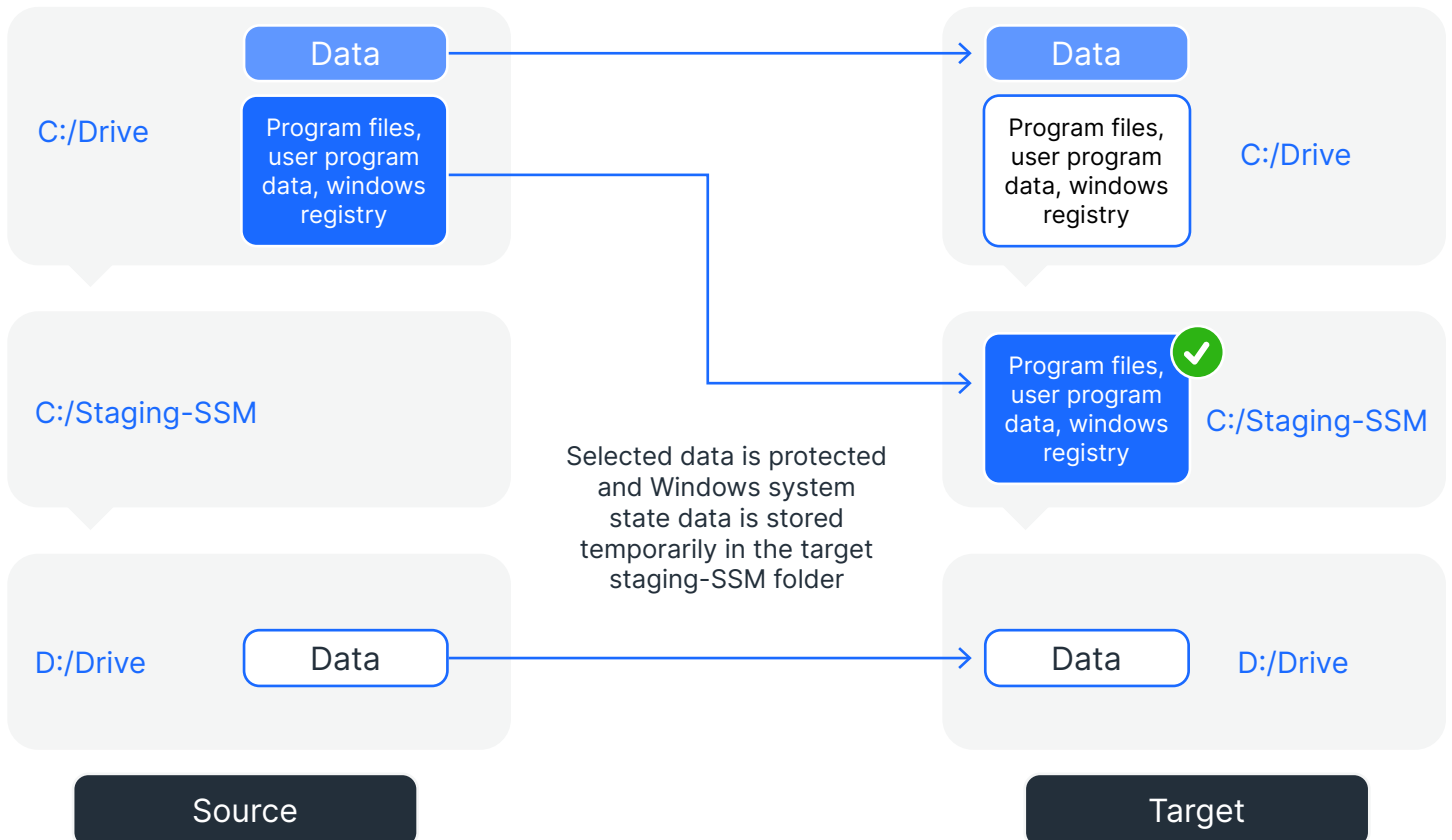 Data
Data
C:/Drive
Program files,
user program
data, windows
registry
Program files,
user program
data, windows
registry
C:/Drive
C:/Staging-SSM
Program files,
user program
data, windows
registry
C:/Staging-SSM
Selected data is protected
and Windows system
state data is stored
temporarily in the target
staging-SSM folder
D:/Drive
Data
Data
D:/Drive
Source
Target